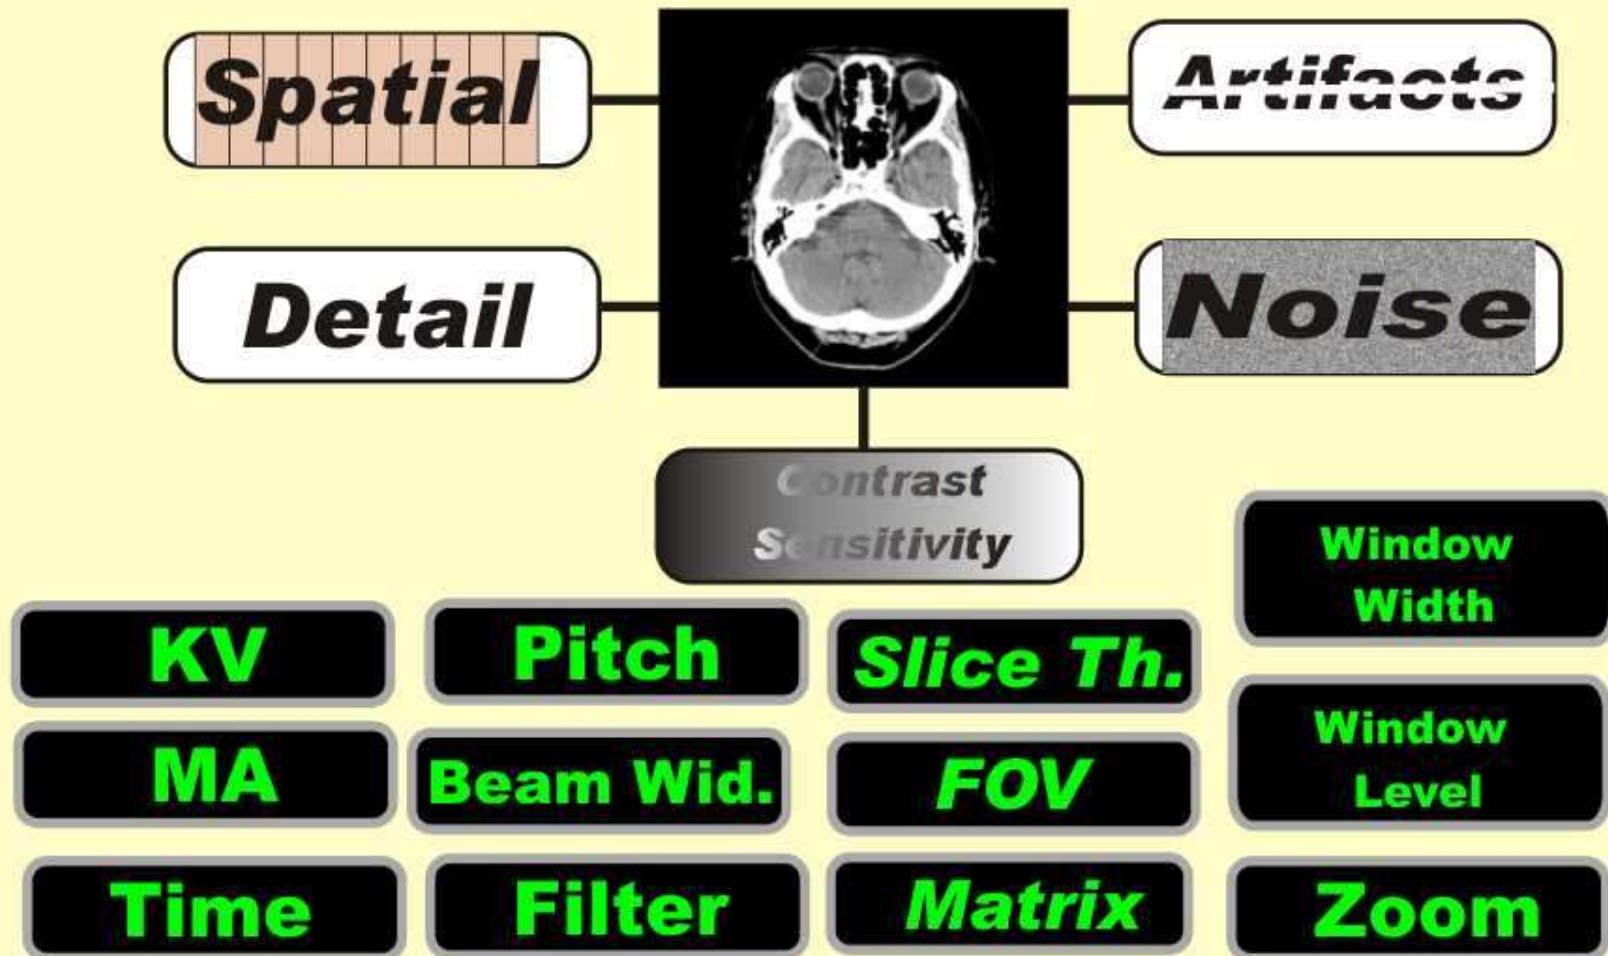 Spatial
Artifacts
Detail
Noise
Contrast
Sensitivity
Window
Width
KV
Pitch
Slice Th.
Window
Level
MA
Beam Wid.
FOV
Time
Filter
Matrix
Zoom